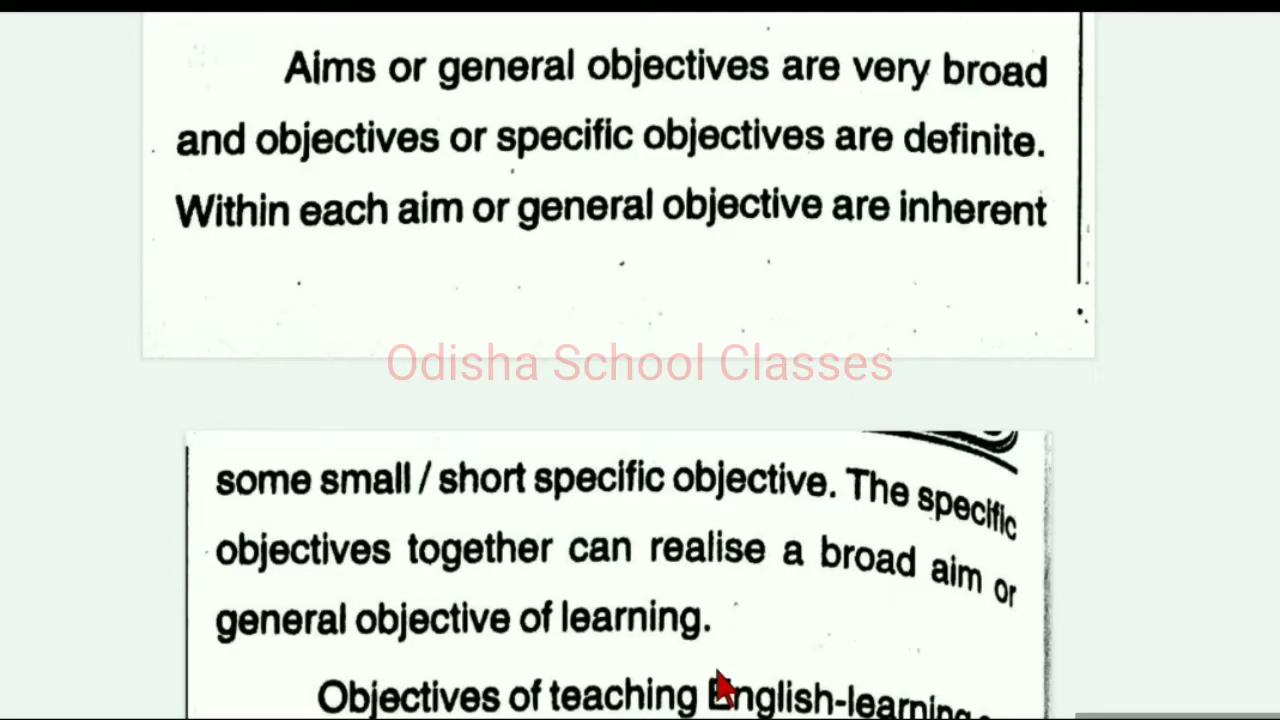 Aims or general objectives are very broad
and objectives or specific objectives are definite.
Within each aim or general objective are inherent
Odisha School Classes
some small / short specific objective. The specific
objectives together can realise a broad aim or
general objective of learning.
Objectives of teaching English-learning